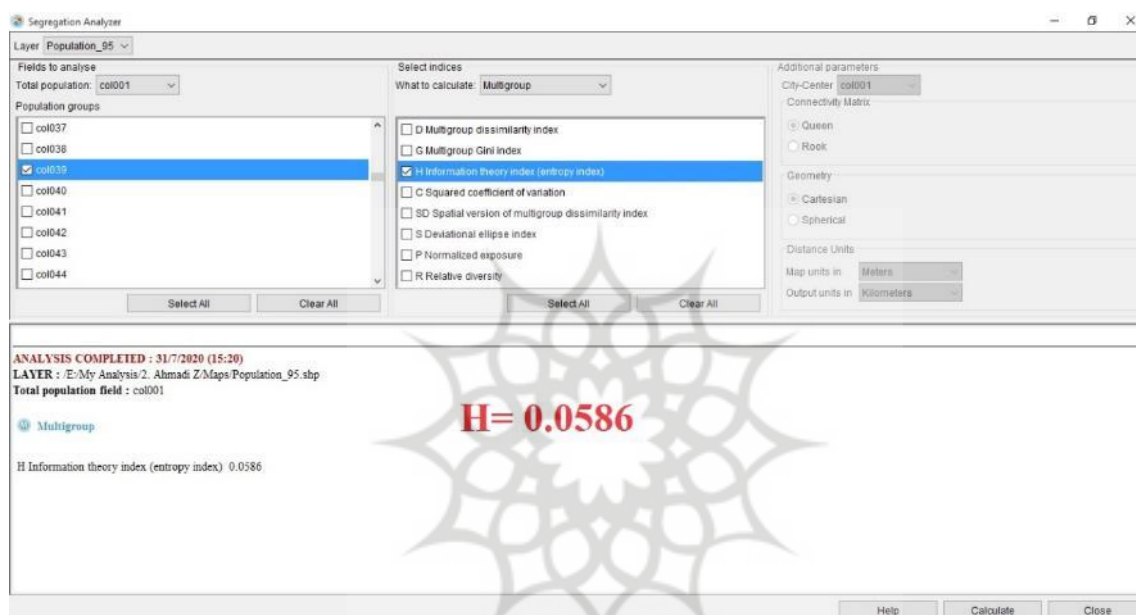 Segregation Analyzer
Layer Population_95
Fields to analyse
Total population: col001
Population groups
col037
col038
col039
col040
col041
col042
col043
col044
Select All Clear All
Select indices
What to calculate: Multigroup
D Multigroup dissimilarity index
G Multigroup Gini index
H Information theory index (entropy index)
C Squared coefficient of variation
SD Spatial version of multigroup dissimilarity index
S Deviational ellipse index
P Normalized exposure
R Relative diversity
Select All Clear All
Additional parameters
City-Center col001
Connectivity Matrix
Queen
Rook
Geometry
Cartesian
Spherical
Distance Units
Map units in Meters
Output units in Kilometers
ANALYSIS COMPLETED : 31/7/2020 (15:20)
LAYER : /E:/My Analysis/2. Ahmadi Z/Maps/Population_95.shp
Total population field : col001
Multigroup
H= 0.0586
H Information theory index (entropy index) 0.0586
Help Calculate Close